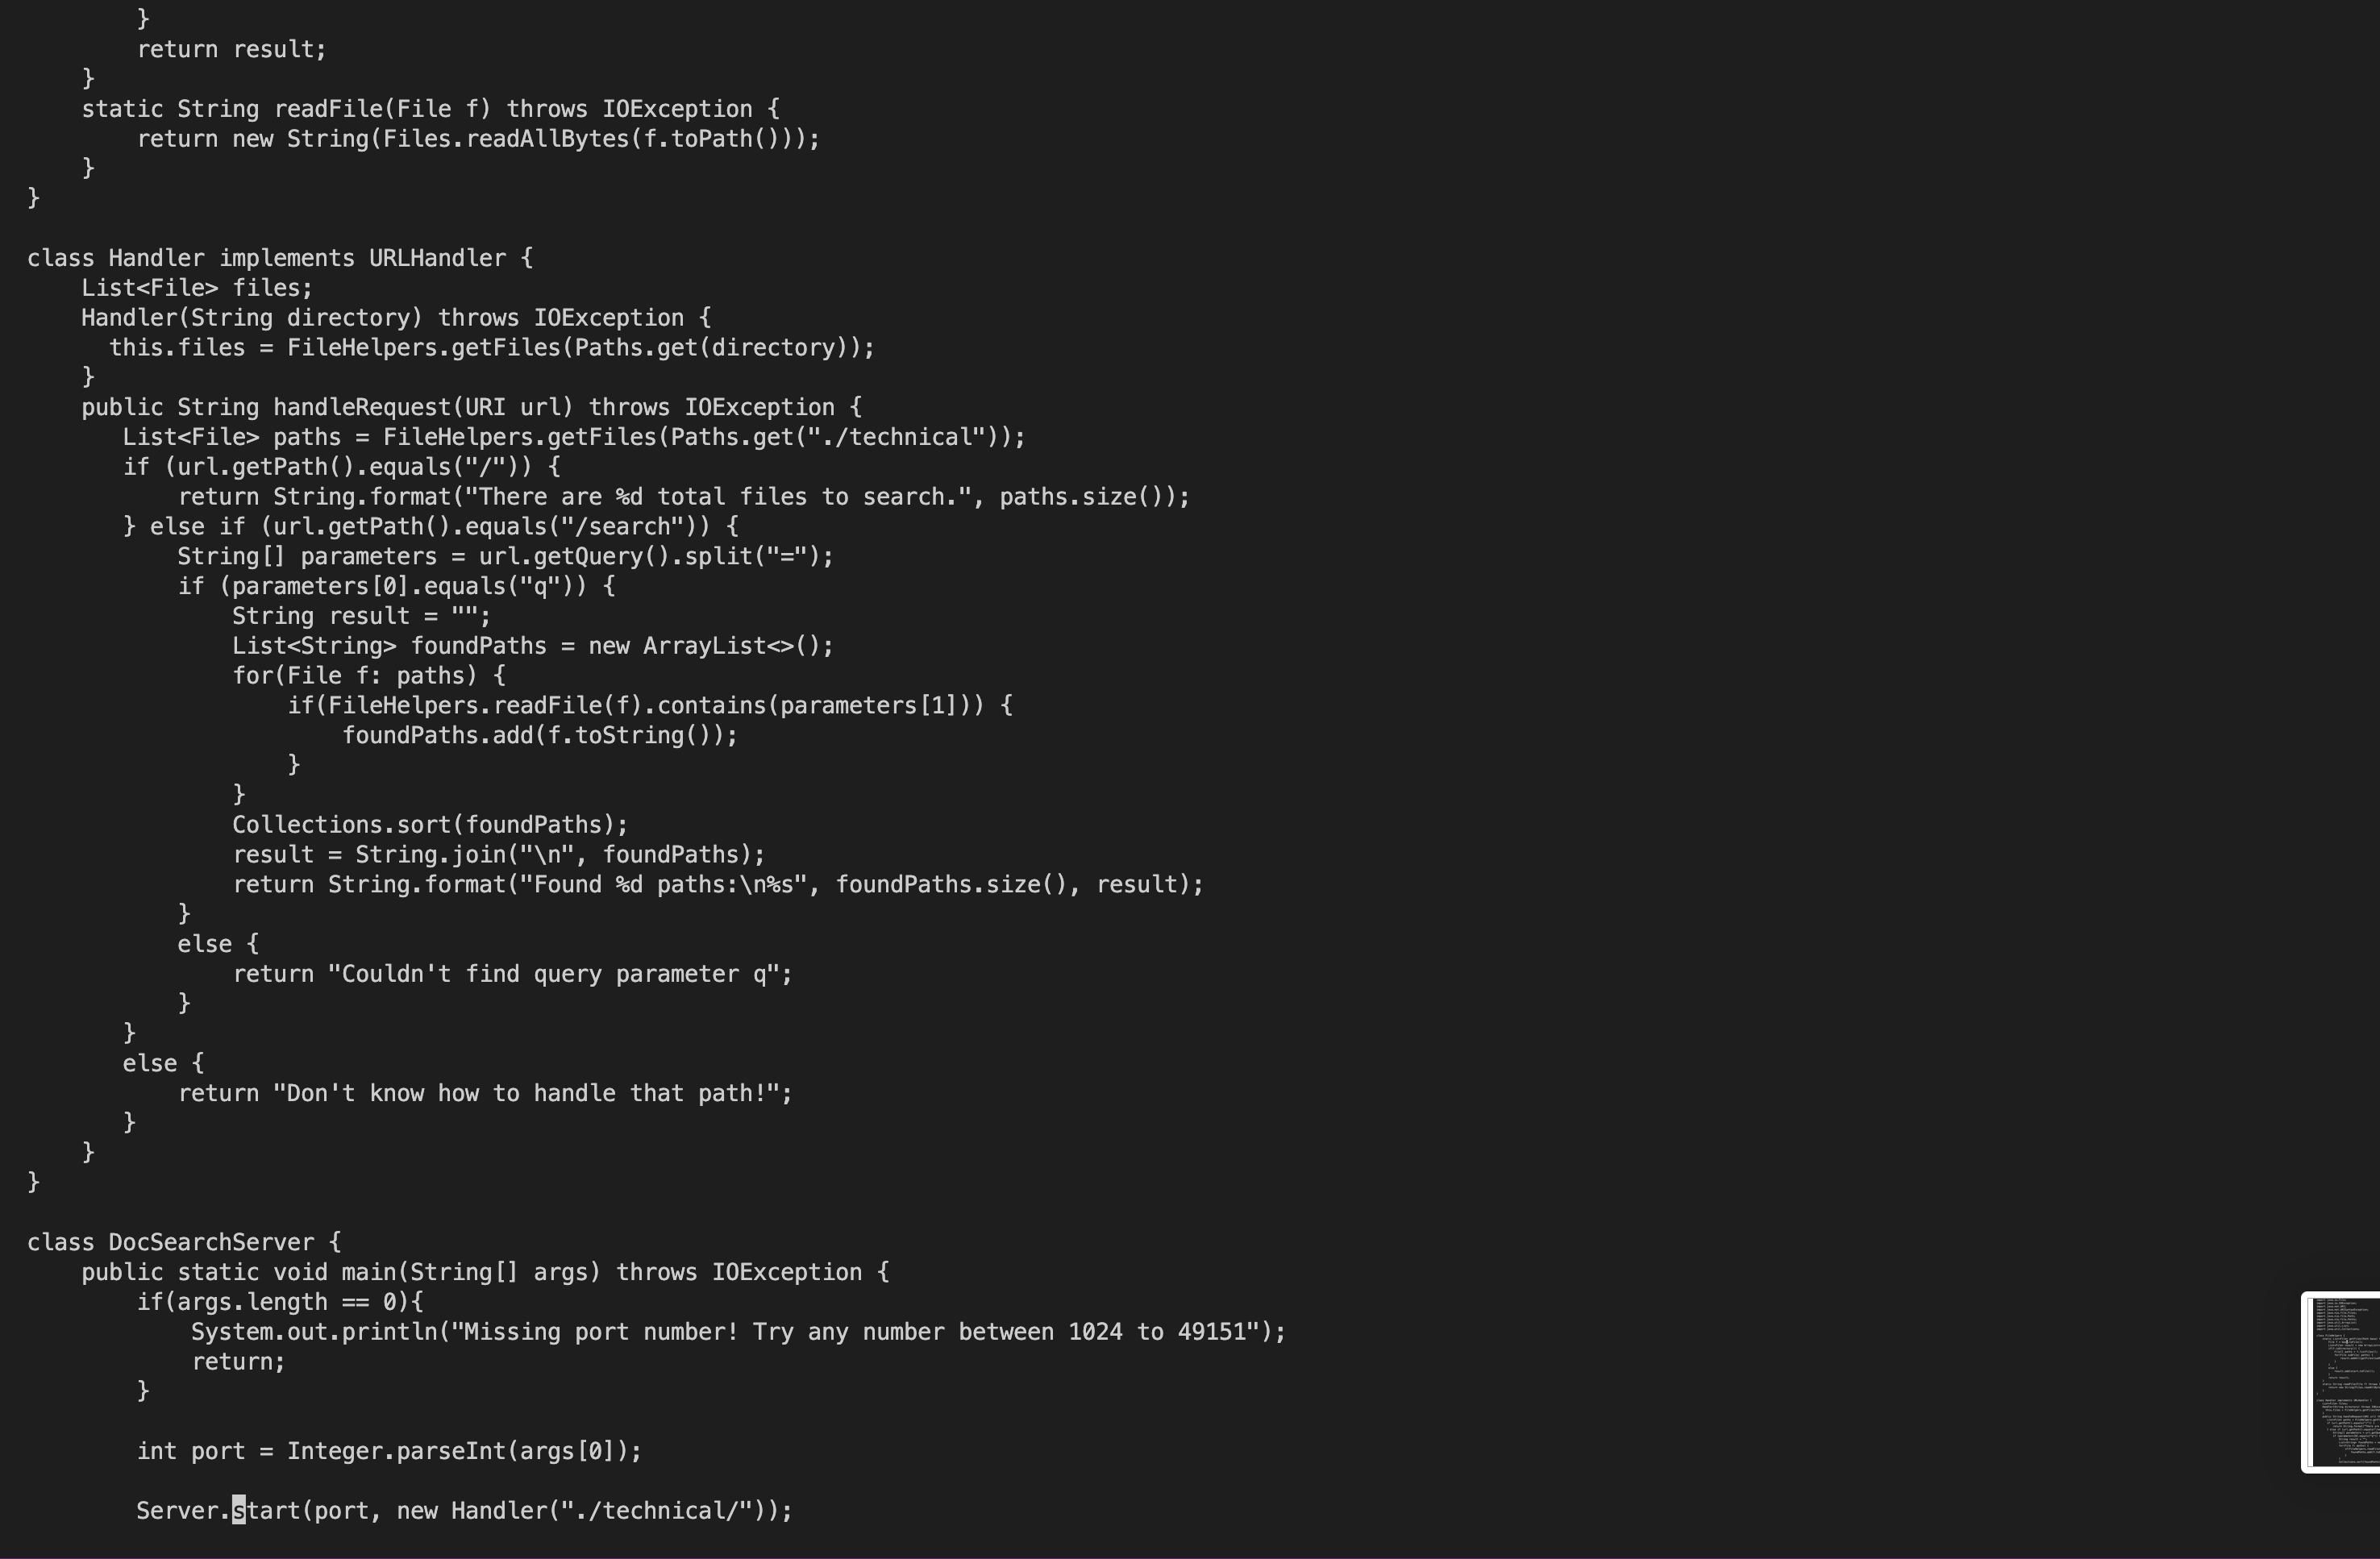 }
        return result;
    }
    static String readFile(File f) throws IOException {
        return new String(Files.readAllBytes(f.toPath()));
    }
}

class Handler implements URLHandler {
    List<File> files;
    Handler(String directory) throws IOException {
      this.files = FileHelpers.getFiles(Paths.get(directory));
    }
    public String handleRequest(URI url) throws IOException {
       List<File> paths = FileHelpers.getFiles(Paths.get("./technical"));
       if (url.getPath().equals("/")) {
           return String.format("There are %d total files to search.", paths.size());
       } else if (url.getPath().equals("/search")) {
           String[] parameters = url.getQuery().split("=");
           if (parameters[0].equals("q")) {
               String result = "";
               List<String> foundPaths = new ArrayList<>();
               for(File f: paths) {
                   if(FileHelpers.readFile(f).contains(parameters[1])) {
                       foundPaths.add(f.toString());
                   }
               }
               Collections.sort(foundPaths);
               result = String.join("\n", foundPaths);
               return String.format("Found %d paths:\n%s", foundPaths.size(), result);
           }
           else {
               return "Couldn't find query parameter q";
           }
       }
       else {
           return "Don't know how to handle that path!";
       }
    }
}

class DocSearchServer {
    public static void main(String[] args) throws IOException {
        if(args.length == 0){
            System.out.println("Missing port number! Try any number between 1024 to 49151");
            return;
        }

        int port = Integer.parseInt(args[0]);

        Server.start(port, new Handler("./technical/"));